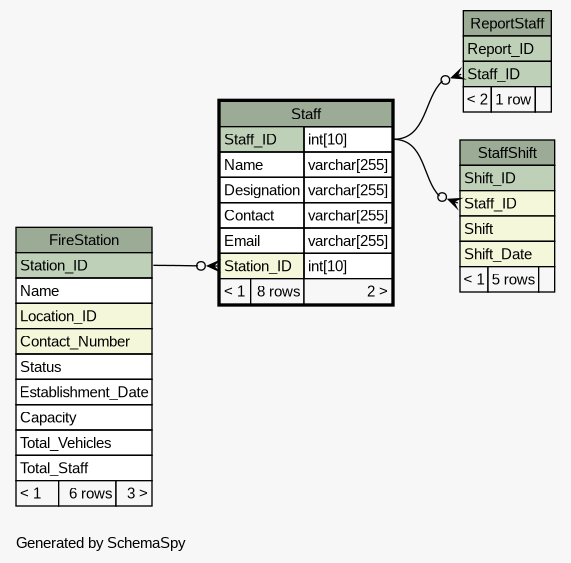 ReportStaff
Report_ID
Staff_ID
< 2 1 row
Staff
Staff_ID int[10]
Name varchar[255]
Designation varchar[255]
Contact varchar[255]
Email varchar[255]
Station_ID int[10]
< 1 8 rows 2 >
StaffShift
Shift_ID
Staff_ID
Shift
Shift_Date
< 1 5 rows
FireStation
Station_ID
Name
Location_ID
Contact_Number
Status
Establishment_Date
Capacity
Total_Vehicles
Total_Staff
< 1 6 rows 3 >
Generated by SchemaSpy